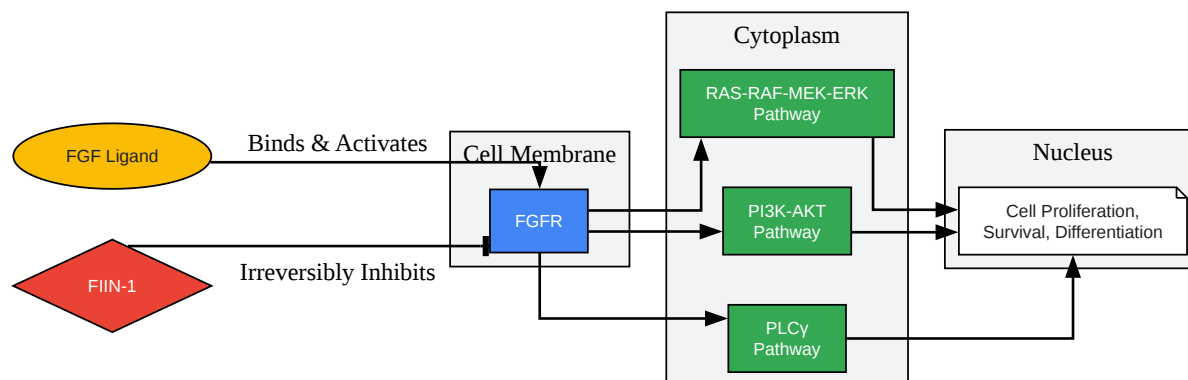 Cytoplasm
RAS-RAF-MEK-ERK
Pathway
Binds & Activates
FGF Ligand
Cell Membrane
Nucleus
FGFR
PI3K-AKT
Pathway
Cell Proliferation,
Survival, Differentiation
Irreversibly Inhibits
FIIN-1
PLCγ
Pathway